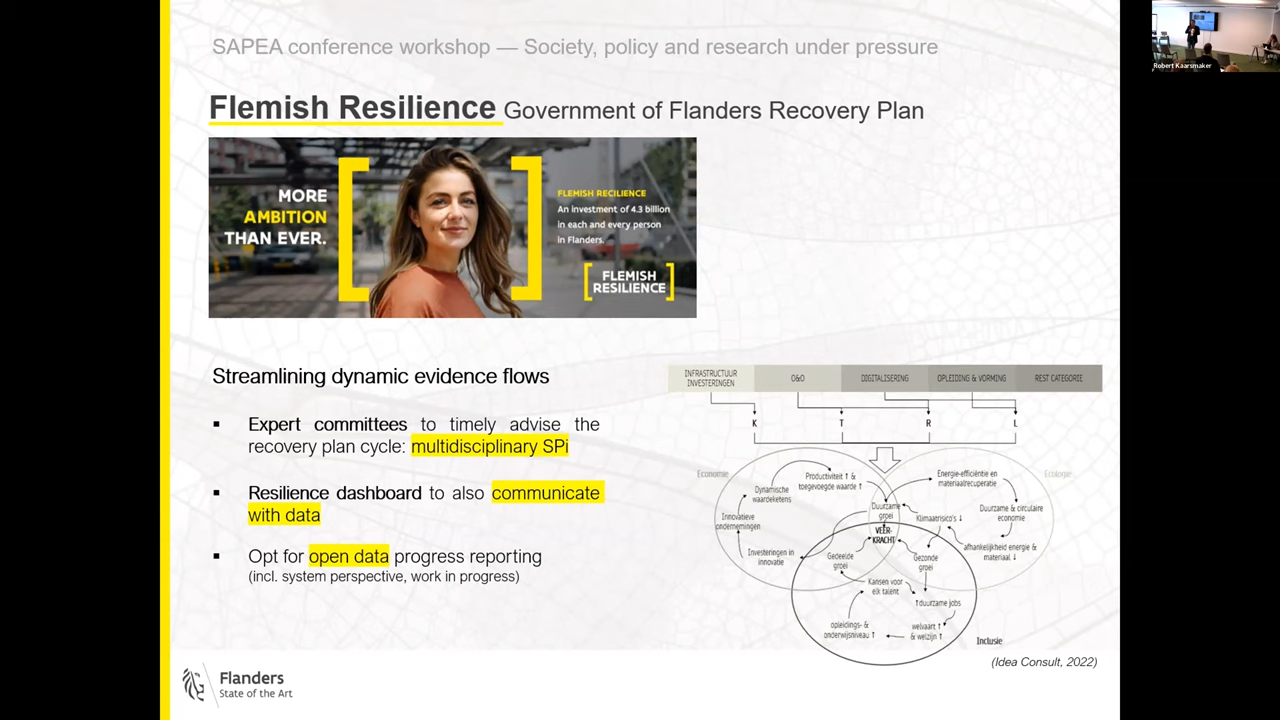 SAPEA conference workshop — Society, policy and research under pressure
Robert Kaarsmaker
Flemish Resilience Government of Flanders Recovery Plan
MORE
AMBITION
THAN EVER.
FLEMISH RECILIENCE
An investment of 4.3 billion
in each and every person
in Flanders.
FLEMISH
RESILIENCE
Streamlining dynamic evidence flows
▪ Expert committees to timely advise the
recovery plan cycle: multidisciplinary SPi
▪ Resilience dashboard to also communicate
with data
▪ Opt for open data progress reporting
(incl. system perspective, work in progress)
INFRASTRUCTUUR
INVESTERINGEN
O&O
DIGITALISERING
OPLEIDING & VORMING
REST CATEGORIE
K
T
R
L
Economie
Ecologie
Productiviteit ↑ &
toegevoegde waarde ↑
Energie-efficiëntie en
materiaalrecuperatie
Dynamische
waardeketens
Duurzame
groei
Klimaatrisico's ↓
Duurzame & circulaire
economie
Innovatieve
ondernemingen
VEER-
KRACHT
Investeringen in
innovatie
Gedeelde
groei
Gezonde
groei
afhankelijkheid energie &
materiaal ↓
Kansen voor
elk talent
↑duurzame jobs
opleidings- &
onderwijsniveau ↑
welvaart ↑
& welzijn ↑
Inclusie
(Idea Consult, 2022)
Flanders
State of the Art